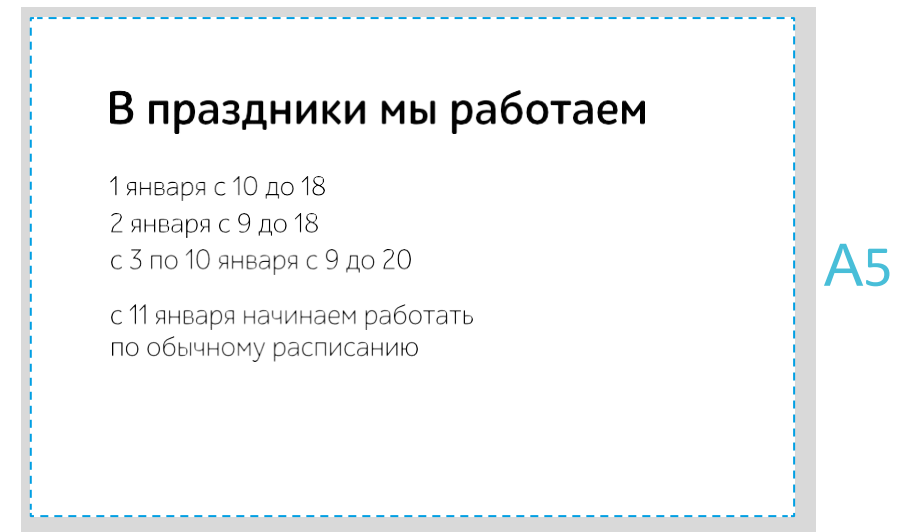 В праздники мы работаем
1 января с 10 до 18
2 января с 9 до 18
с 3 по 10 января с 9 до 20
с 11 января начинаем работать
по обычному расписанию
А5